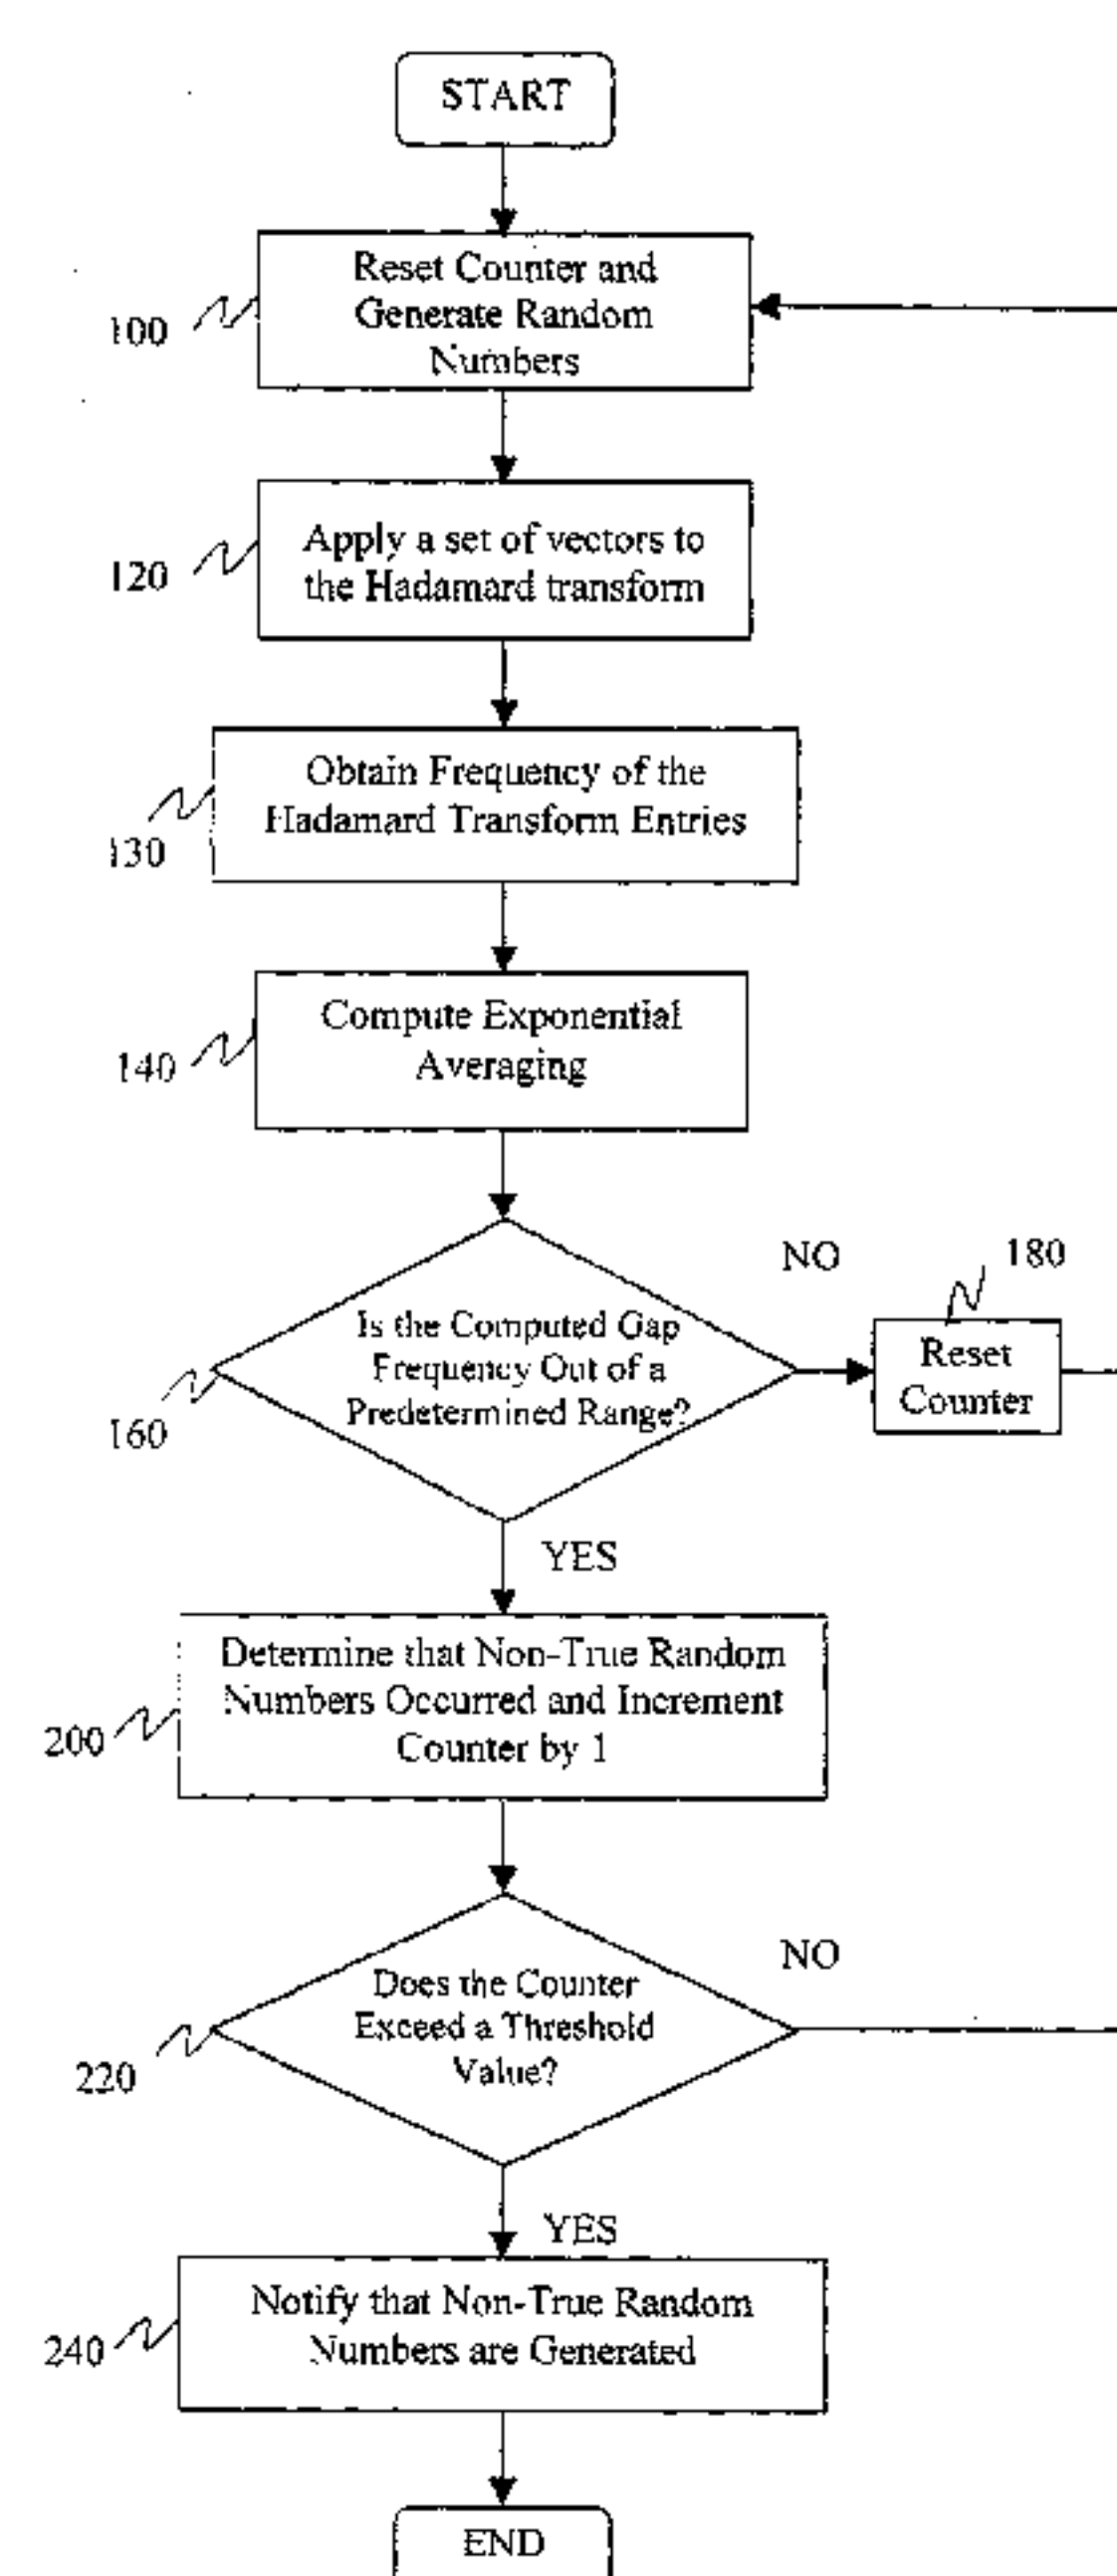 START
Reset Counter and
Generate Random
Numbers
100
Apply a set of vectors to
the Hadamard transform
120
Obtain Frequency of the
Hadamard Transform Entries
130
Compute Exponential
Averaging
140
NO
180
Is the Computed Gap
Frequency Out of a
Predetermined Range?
Reset
Counter
160
YES
Determine that Non-True Random
Numbers Occurred and Increment
Counter by 1
200
NO
Does the Counter
Exceed a Threshold
Value?
220
YES
Notify that Non-True Random
Numbers are Generated
240
END